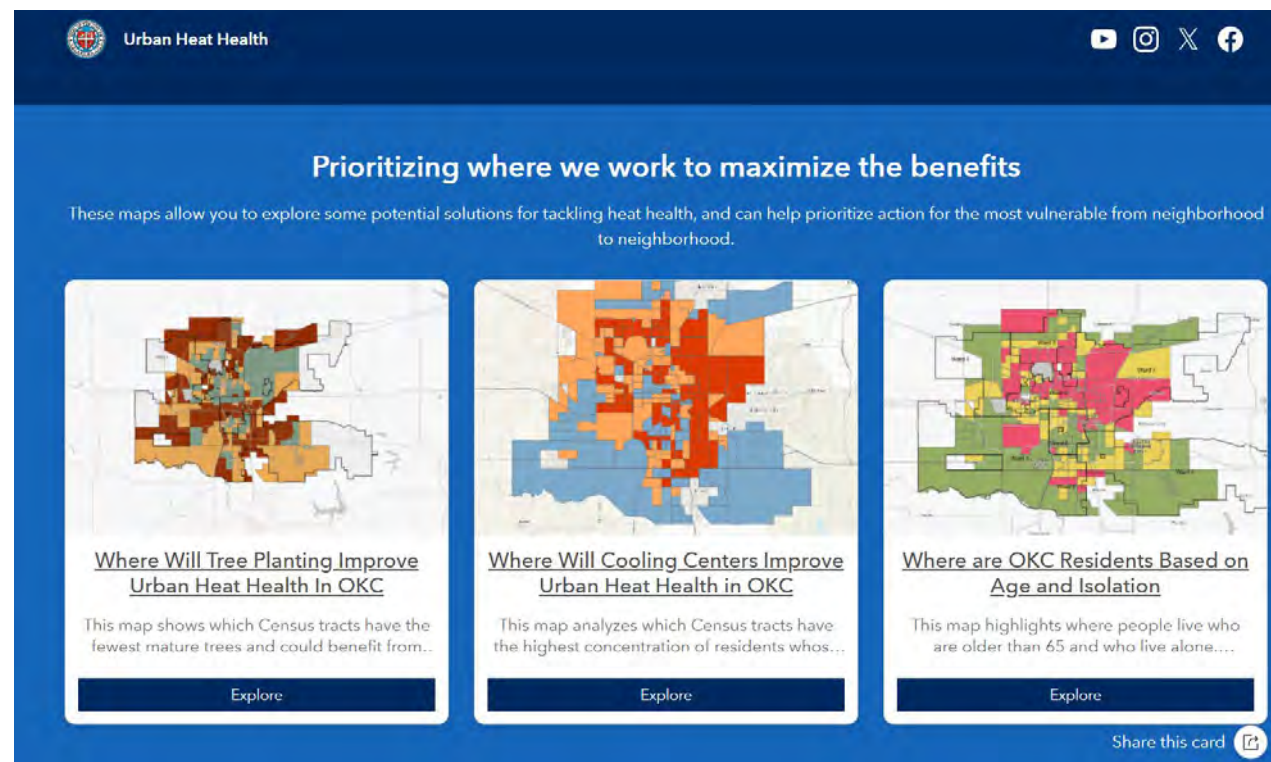 Urban Heat Health
Prioritizing where we work to maximize the benefits
These maps allow you to explore some potential solutions for tackling heat health, and can help prioritize action for the most vulnerable from neighborhood
to neighborhood.
Where Will Tree Planting Improve
Urban Heat Health In OKC
This map shows which Census tracts have the
fewest mature trees and could benefit from..
Explore
Where Will Cooling Centers Improve
Urban Heat Health in OKC
This map analyzes which Census tracts have
the highest concentration of residents whos...
Explore
Where are OKC Residents Based on
Age and Isolation
This map highlights where people live who
are older than 65 and who live alone....
Explore
Share this card